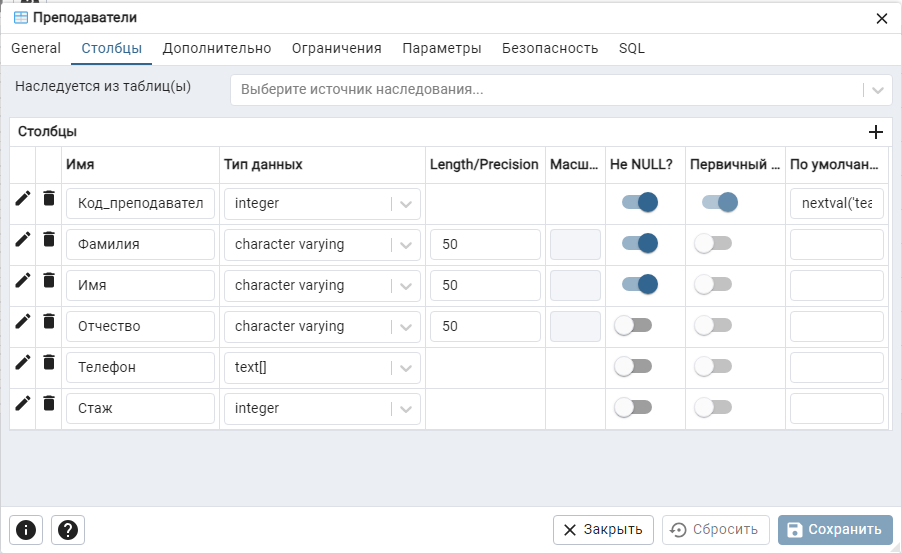 Преподаватели
General Столбцы Дополнительно Ограничения Параметры Безопасность SQL
Наследуется из таблиц(ы) Выберите источник наследования...
Столбцы
Имя Тип данных Length/Precision Масш... Не NULL? Первичный ... По умолчан...
Код_преподавател integer nextval('tea
Фамилия character varying 50
Имя character varying 50
Отчество character varying 50
Телефон text[]
Стаж integer
Закрыть Сбросить Сохранить